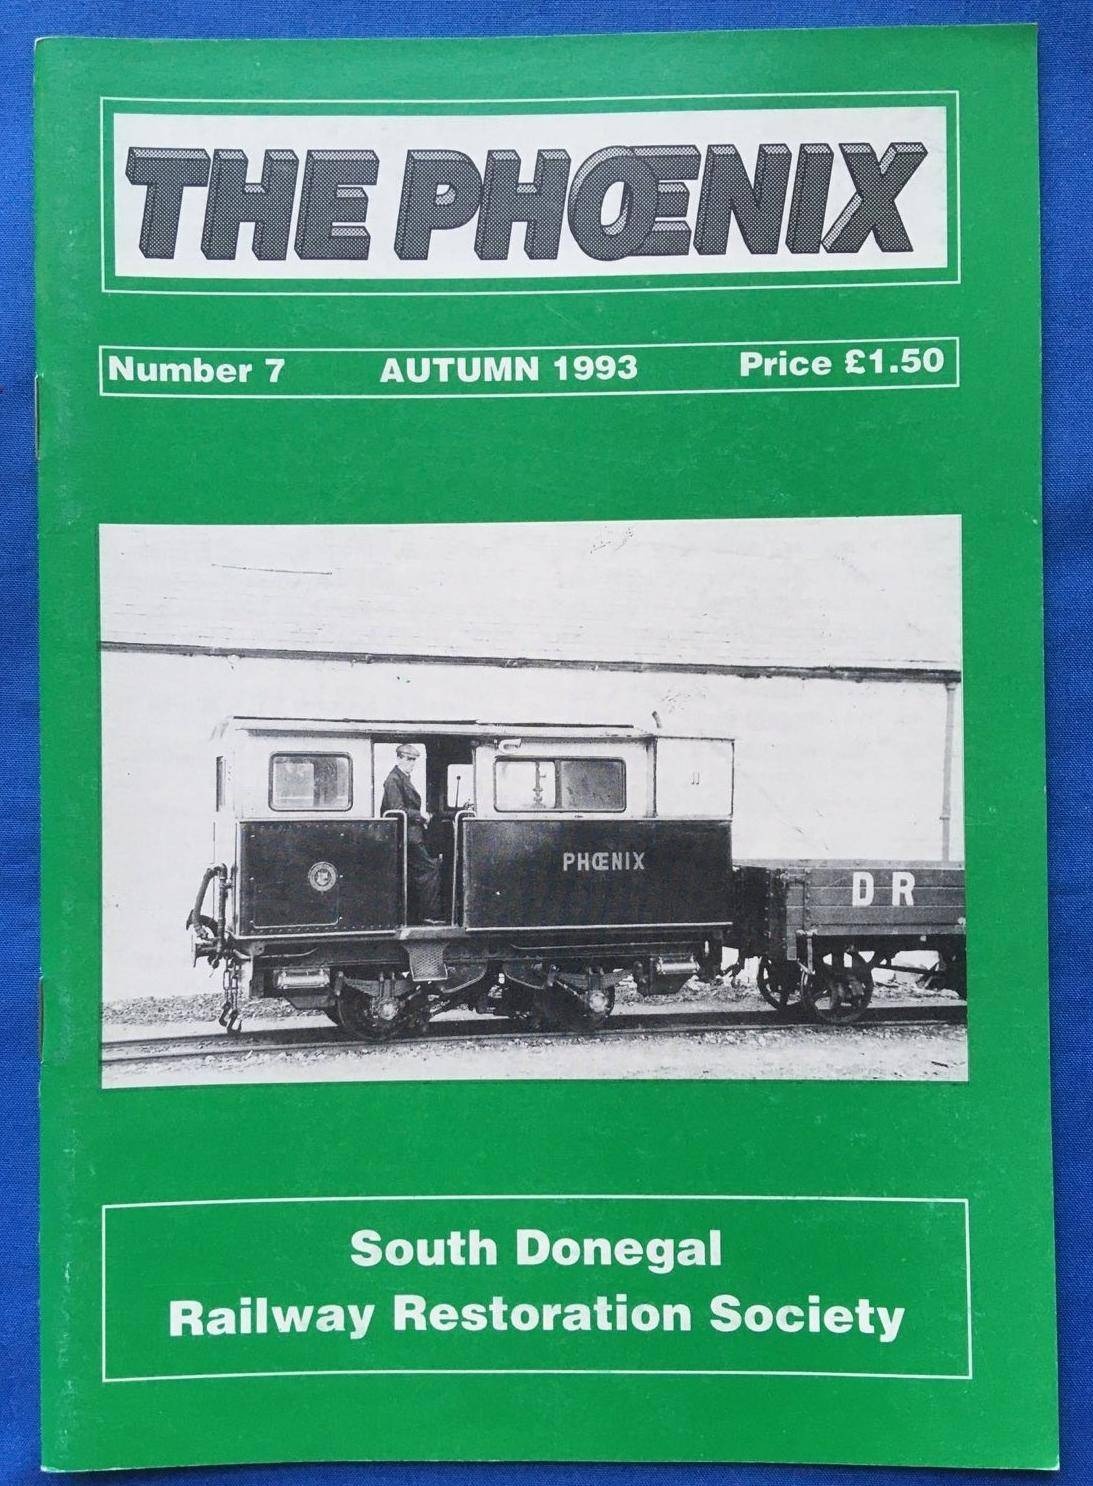 THE PHŒNIX
Number 7 AUTUMN 1993 Price £1.50
PHŒNIX
D R
South Donegal
Railway Restoration Society